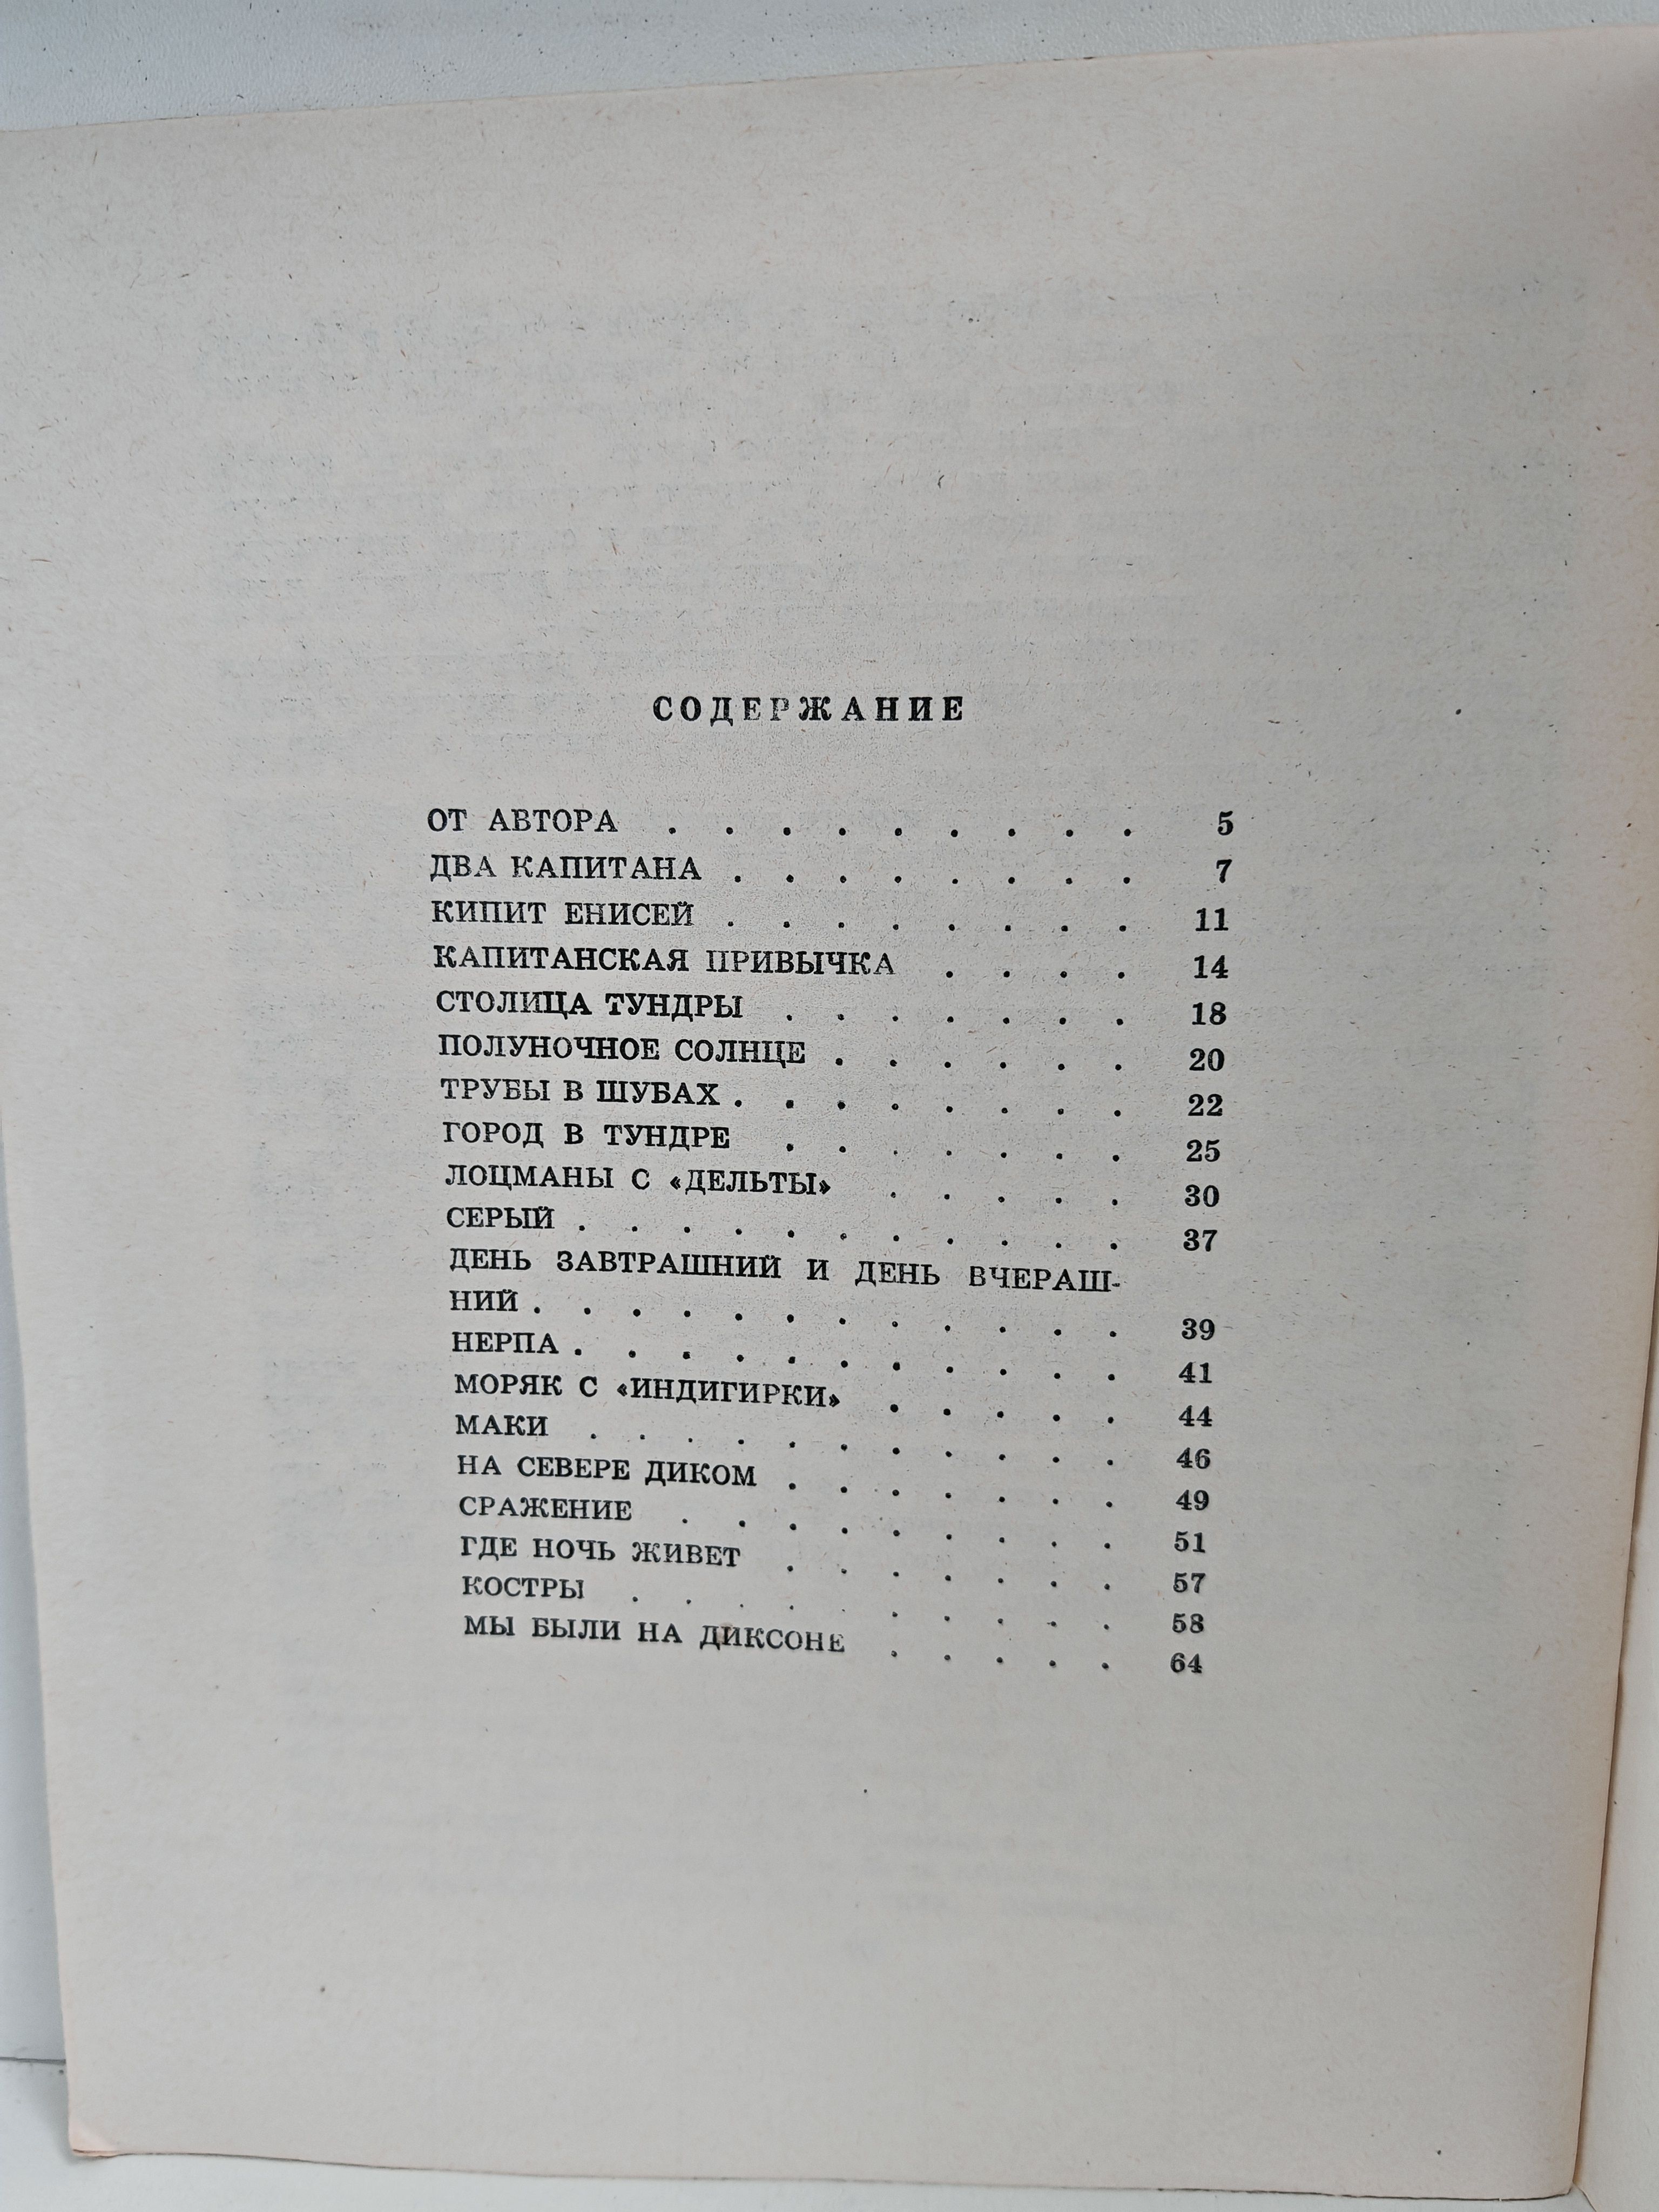 СОДЕРЖАНИЕ
ОТ АВТОРА . . . . . . . . . 5
ДВА КАПИТАНА . . . . . . . . 7
КИПИТ ЕНИСЕЙ . . . . . . . . 11
КАПИТАНСКАЯ ПРИВЫЧКА . . . . 14
СТОЛИЦА ТУНДРЫ . . . . . . . 18
ПОЛУНОЧНОЕ СОЛНЦЕ . . . . . . 20
ТРУБЫ В ШУБАХ . . . . . . . . 22
ГОРОД В ТУНДРЕ . . . . . . . 25
ЛОЦМАНЫ С «ДЕЛЬТЫ» . . . . . 30
СЕРЫЙ . . . . . . . . . . . 37
ДЕНЬ ЗАВТРАШНИЙ И ДЕНЬ ВЧЕРАШ-
НИЙ . . . . . . . . . . . . 39
НЕРПА . . . . . . . . . . . 41
МОРЯК С «ИНДИГИРКИ» . . . . . 44
МАКИ . . . . . . . . . . . 46
НА СЕВЕРЕ ДИКОМ . . . . . . . 49
СРАЖЕНИЕ . . . . . . . . . 51
ГДЕ НОЧЬ ЖИВЕТ . . . . . . . 57
КОСТРЫ . . . . . . . . . . 58
МЫ БЫЛИ НА ДИКСОНЕ . . . . . 64